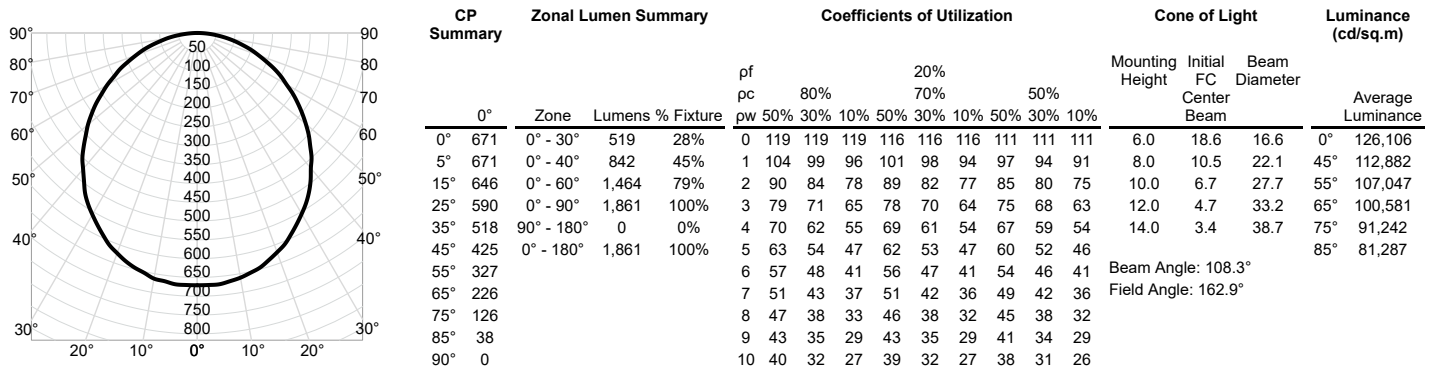 90° 90
80° 80
70° 70
60° 60
50° 50°
40° 40°
30° 30°
20° 10° 0° 10° 20°
50
100
150
200
250
300
350
400
450
500
550
600
650
700
750
800
CP Summary
0°
0° 671
5° 671
15° 646
25° 590
35° 518
45° 425
55° 327
65° 226
75° 126
85° 38
90° 0
Zonal Lumen Summary
Zone Lumens % Fixture
0° - 30° 519 28%
0° - 40° 842 45%
0° - 60° 1,464 79%
0° - 90° 1,861 100%
90° - 180° 0 0%
0° - 180° 1,861 100%
Coefficients of Utilization
ρf 20%
ρc 80% 70% 50%
ρw 50% 30% 10% 50% 30% 10% 50% 30% 10%
0 119 119 119 116 116 116 111 111 111
1 104 99 96 101 98 94 97 94 91
2 90 84 78 89 82 77 85 80 75
3 79 71 65 78 70 64 75 68 63
4 70 62 55 69 61 54 67 59 54
5 63 54 47 62 53 47 60 52 46
6 57 48 41 56 47 41 54 46 41
7 51 43 37 51 42 36 49 42 36
8 47 38 33 46 38 32 45 38 32
9 43 35 29 43 35 29 41 34 29
10 40 32 27 39 32 27 38 31 26
Cone of Light
Mounting Height Initial FC Center Beam Beam Diameter
6.0 18.6 16.6
8.0 10.5 22.1
10.0 6.7 27.7
12.0 4.7 33.2
14.0 3.4 38.7
Beam Angle: 108.3°
Field Angle: 162.9°
Luminance
(cd/sq.m)
Average
Luminance
0° 126,106
45° 112,882
55° 107,047
65° 100,581
75° 91,242
85° 81,287